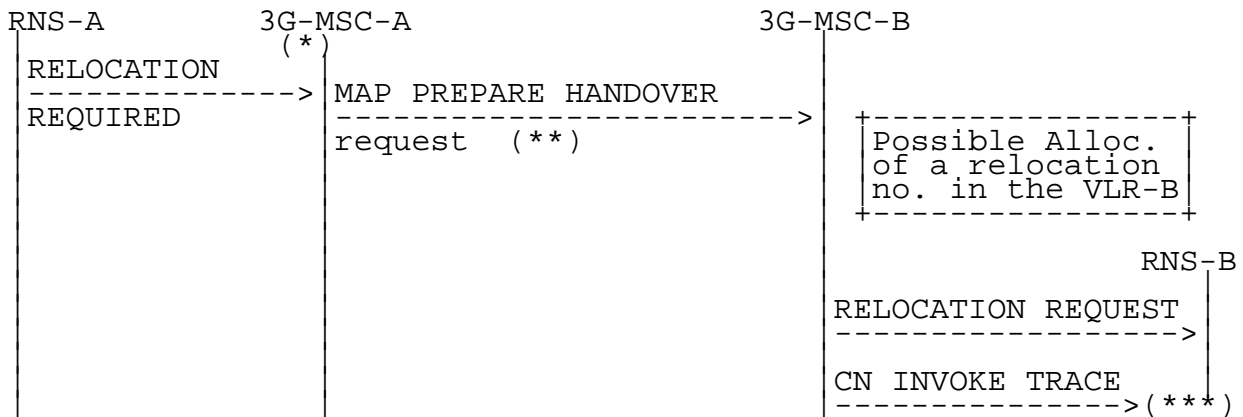 RNS-A 3G-MSC-A 3G-MSC-B
(*)
RELOCATION
REQUIRED
MAP PREPARE HANDOVER
request (**)
Possible Alloc.
of a relocation
no. in the VLR-B
RNS-B
RELOCATION REQUEST
CN INVOKE TRACE
(***)